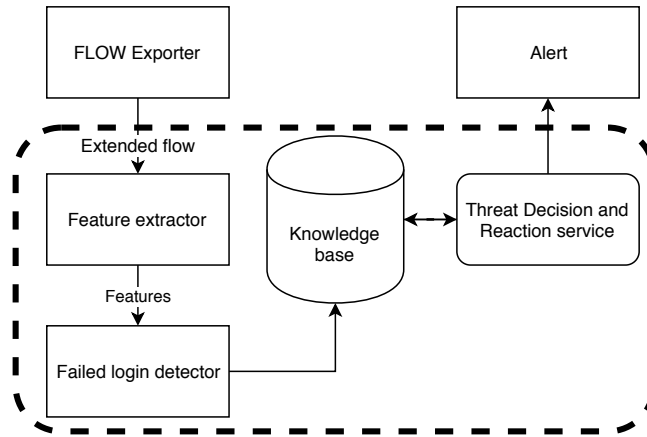 FLOW Exporter
Alert
Extended flow
Feature extractor
Knowledge
base
Threat Decision and
Reaction service
Features
Failed login detector